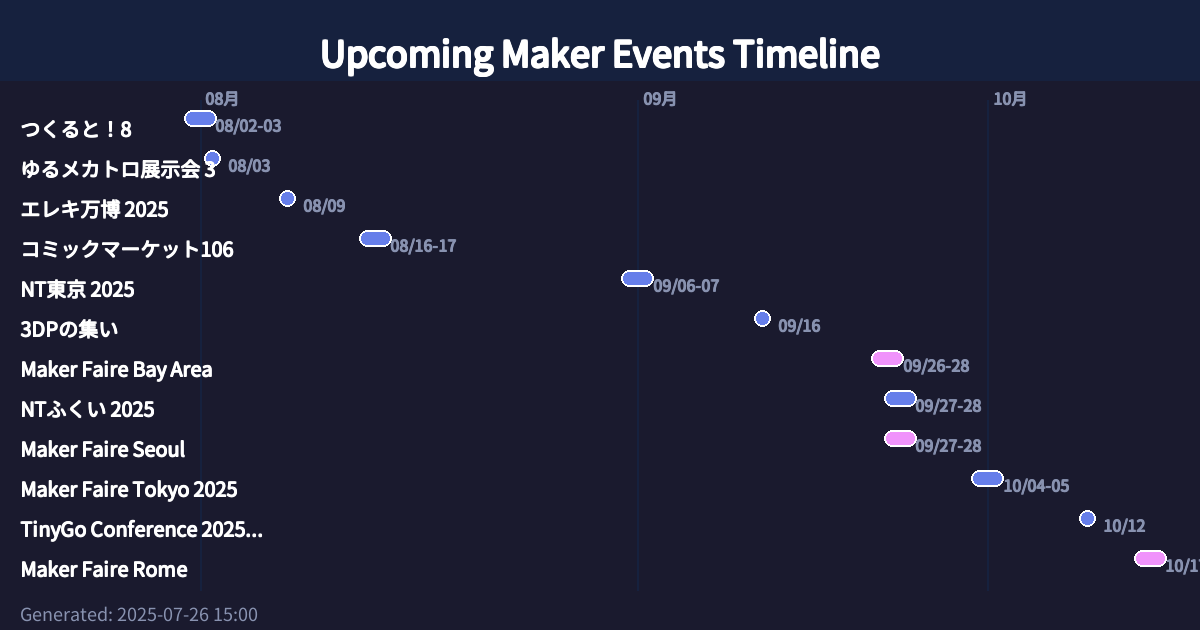 Upcoming Maker Events Timeline
08月 09月 10月
つくると！8 08/02-03
ゆるメカトロ展示会 3 08/03
エレキ万博 2025 08/09
コミックマーケット106 08/16-17
NT東京 2025 09/06-07
3DPの集い 09/16
Maker Faire Bay Area 09/26-28
NTふくい 2025 09/27-28
Maker Faire Seoul 09/27-28
Maker Faire Tokyo 2025 10/04-05
TinyGo Conference 2025... 10/12
Maker Faire Rome
Generated: 2025-07-26 15:00